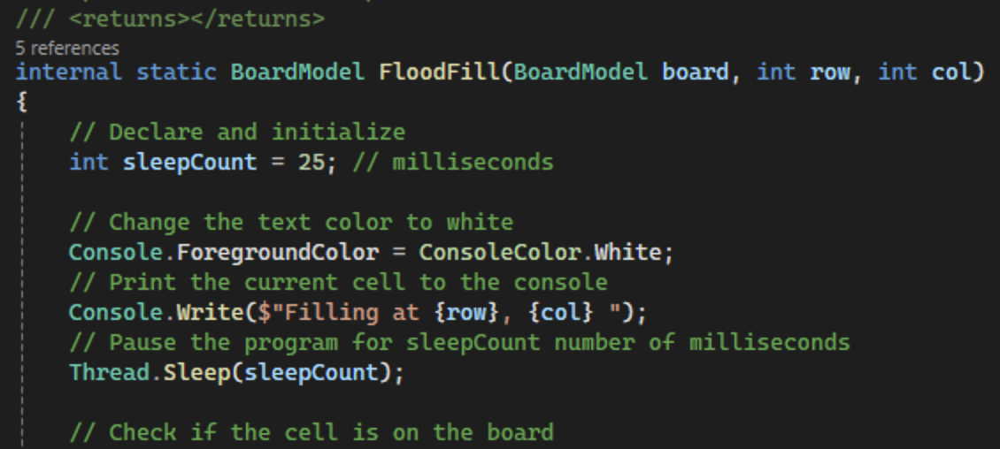 /// <returns></returns>
5 references
internal static BoardModel FloodFill(BoardModel board, int row, int col)
{
// Declare and initialize
int sleepCount = 25; // milliseconds
// Change the text color to white
Console.ForegroundColor = ConsoleColor.White;
// Print the current cell to the console
Console.Write($"Filling at {row}, {col} ");
// Pause the program for sleepCount number of milliseconds
Thread.Sleep(sleepCount);
// Check if the cell is on the board